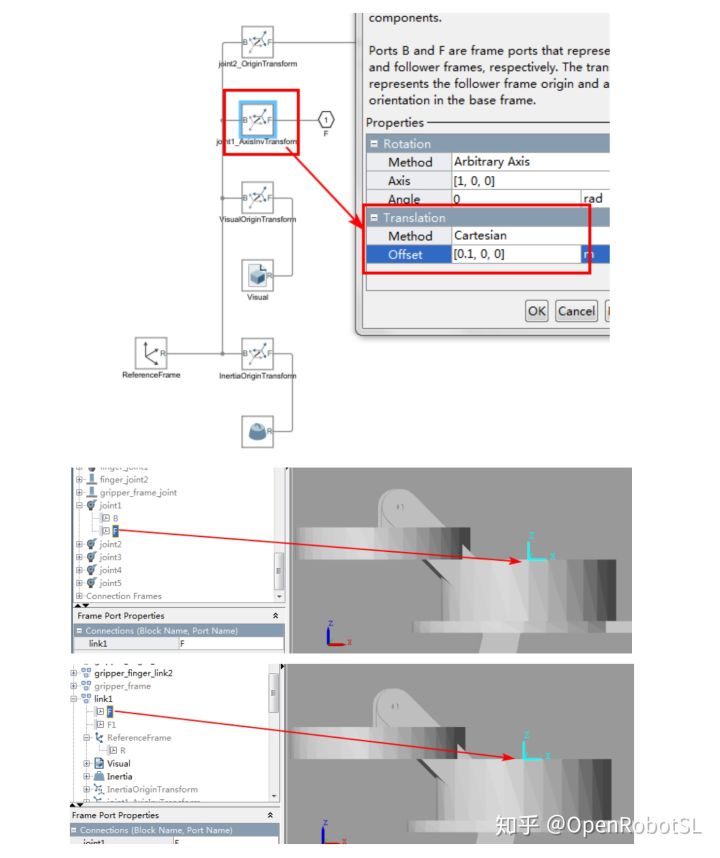 components.
Ports B and F are frame ports that represe
and follower frames, respectively. The tran
represents the follower frame origin and a
orientation in the base frame.
Properties
Rotation
Method Arbitrary Axis
Axis [1, 0, 0]
Angle 0 rad
Translation
Method Cartesian
Offset [0.1, 0, 0] m
OK Cancel
B F
joint2_OriginTransform
B F
joint1_AxisInvTransform
1
F
B F
VisualOriginTransform
R
Visual
R
ReferenceFrame
B F
InertiaOriginTransform
R
finger_joint1
finger_joint2
gripper_frame_joint
joint1
B
F
joint2
joint3
joint4
joint5
Connection Frames
Frame Port Properties
Connections (Block Name, Port Name)
link1 F
#1
Z
X
Z
X
gripper_finger_link2
gripper_frame
link1
F
F1
ReferenceFrame
R
Visual
Inertia
InertiaOriginTransform
joint1_AxisInvTransform
Frame Port Properties
Connections (Block Name, Port Name)
joint1 F
#1
Z
X
Z
X
知乎 @OpenRobotSL